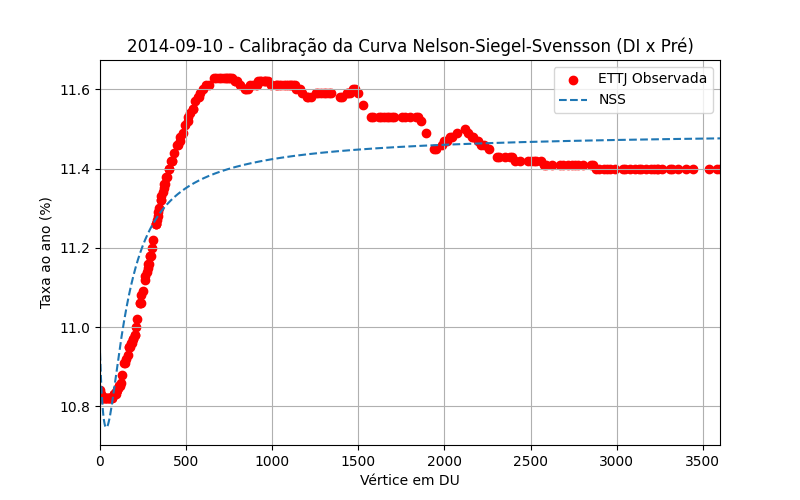 2014-09-10 - Calibração da Curva Nelson-Siegel-Svensson (DI x Pré)
ETTJ Observada
NSS
Taxa ao ano (%)
11.6
11.4
11.2
11.0
10.8
0 500 1000 1500 2000 2500 3000 3500
Vértice em DU